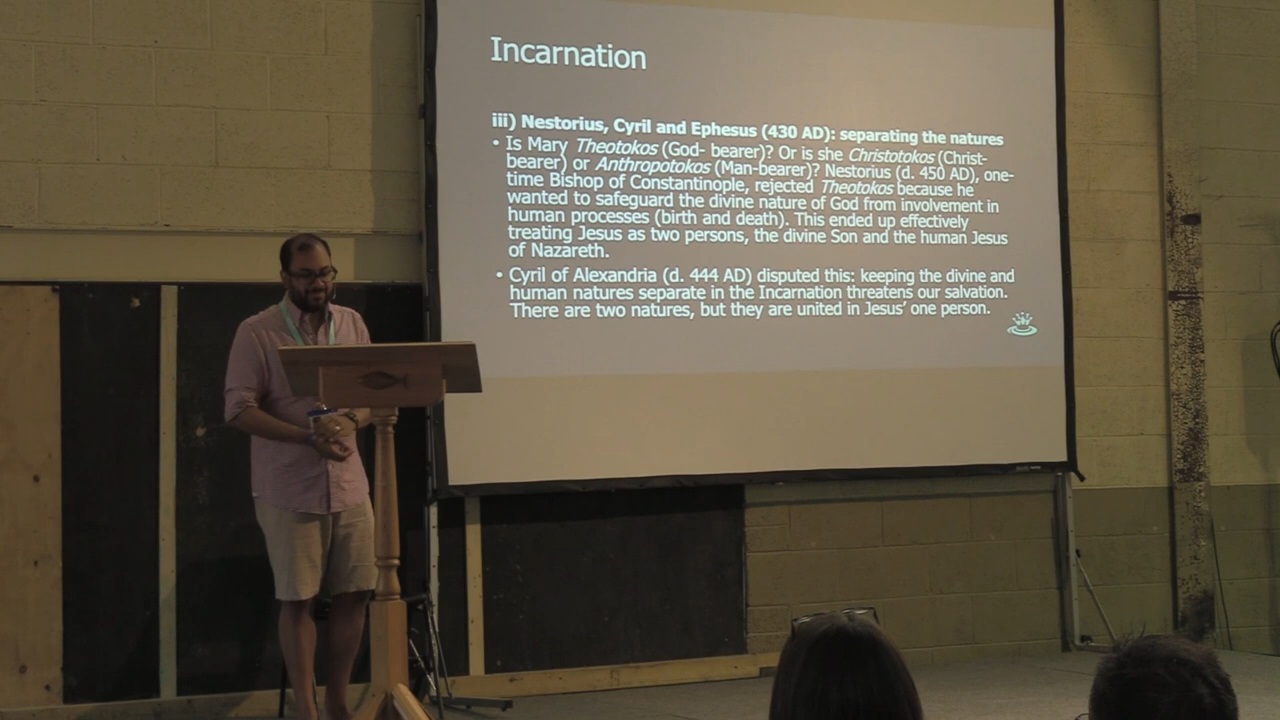 Incarnation
iii) Nestorius, Cyril and Ephesus (430 AD): separating the natures
• Is Mary Theotokos (God- bearer)? Or is she Christotokos (Christ-
bearer) or Anthropotokos (Man-bearer)? Nestorius (d. 450 AD), one-
time Bishop of Constantinople, rejected Theotokos because he
wanted to safeguard the divine nature of God from involvement in
human processes (birth and death). This ended up effectively
treating Jesus as two persons, the divine Son and the human Jesus
of Nazareth.
• Cyril of Alexandria (d. 444 AD) disputed this: keeping the divine and
human natures separate in the Incarnation threatens our salvation.
There are two natures, but they are united in Jesus’ one person.